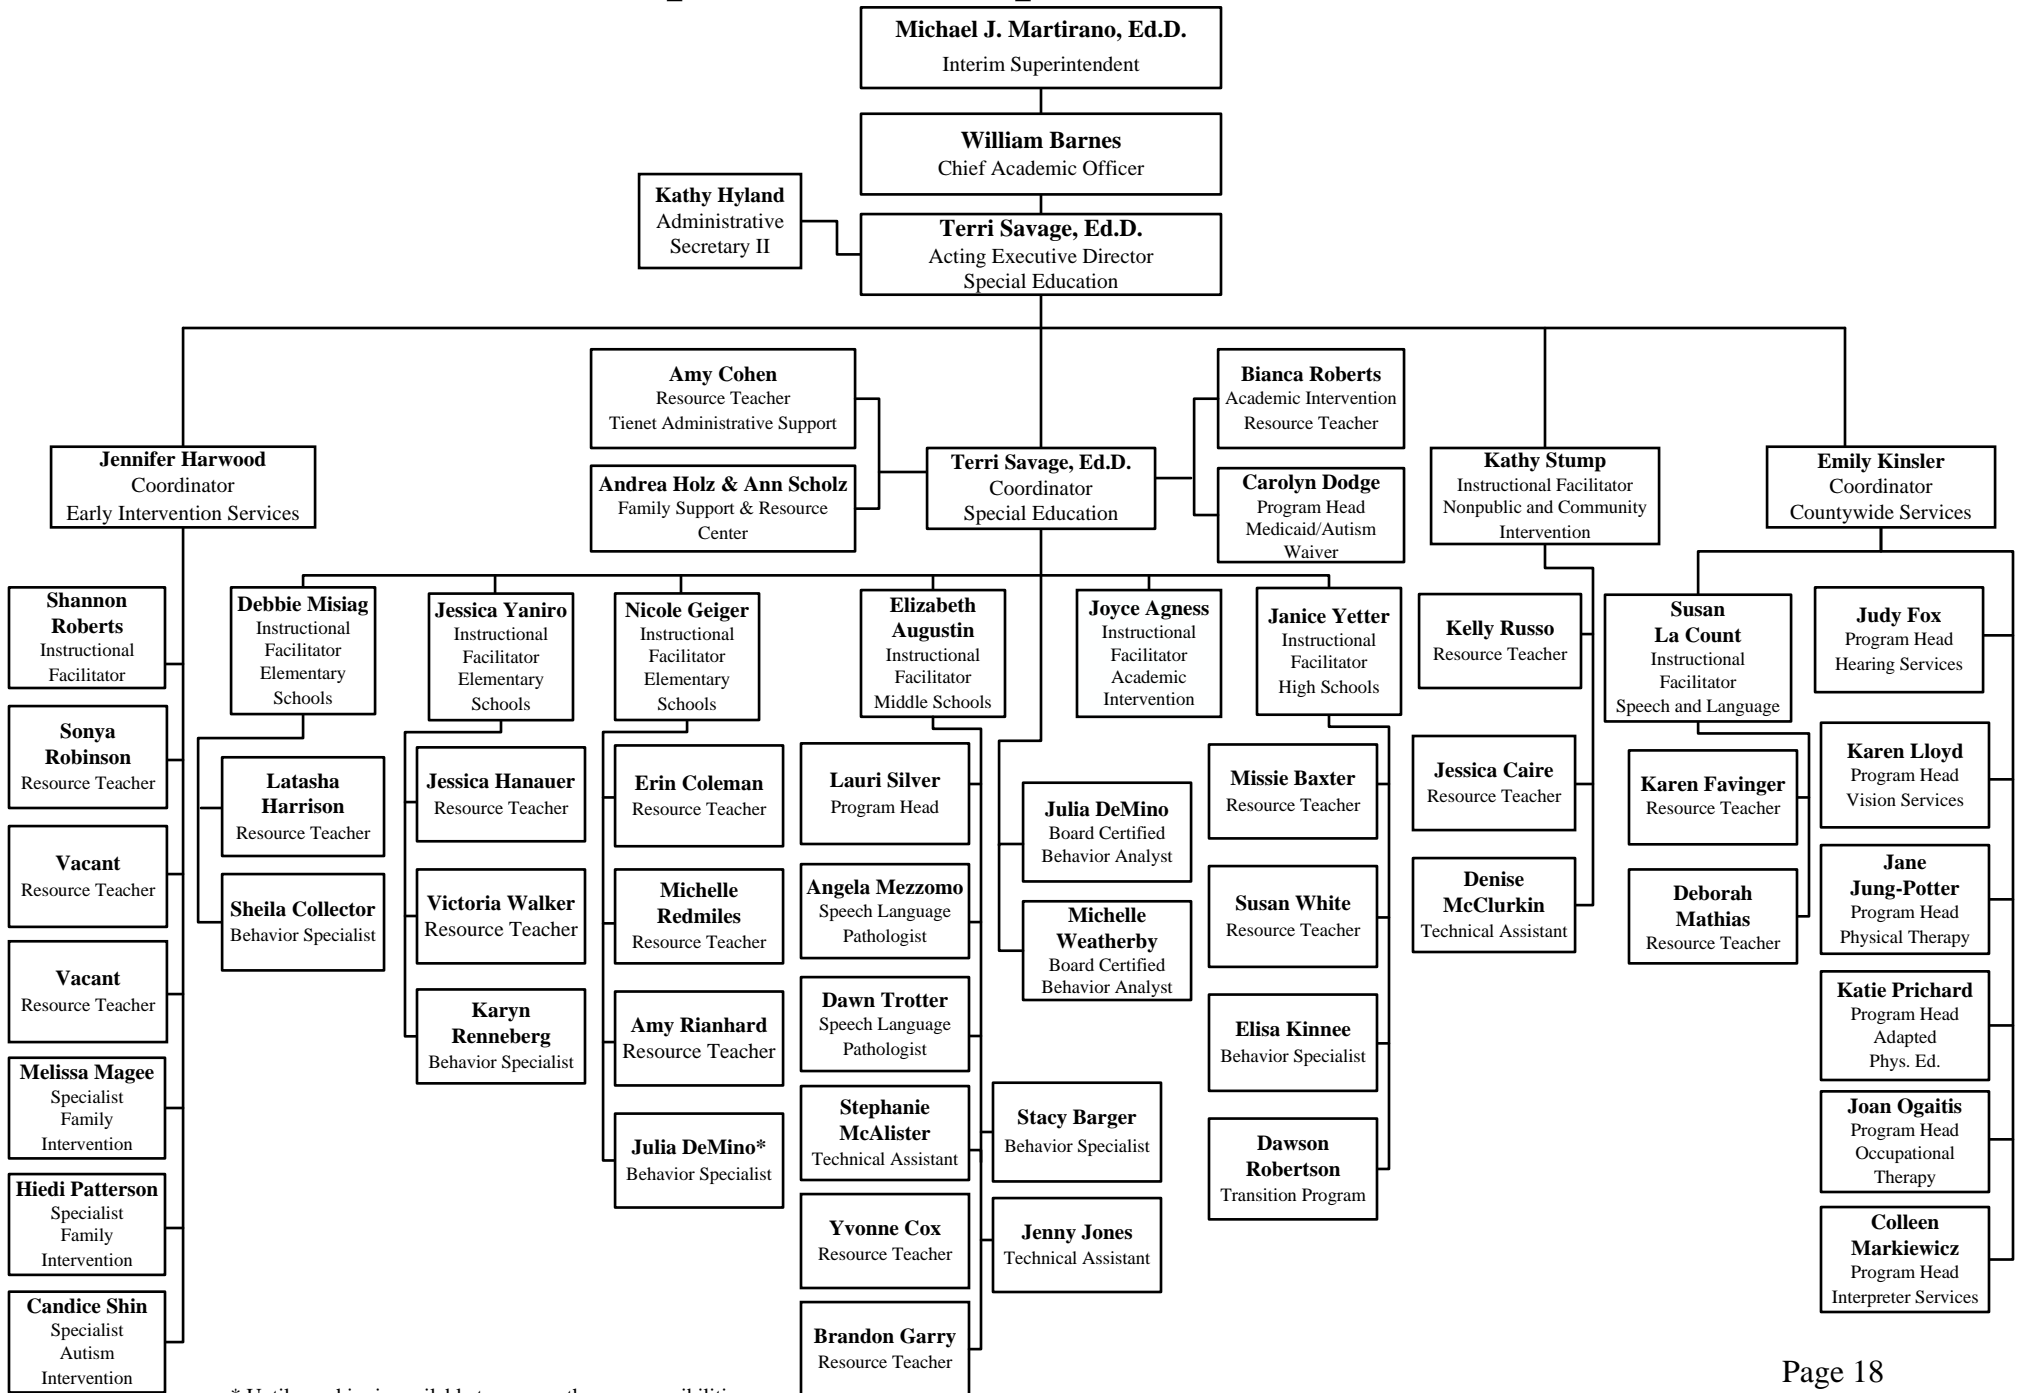 Michael J. Martirano, Ed.D.
Interim Superintendent
William Barnes
Chief Academic Officer
Kathy Hyland
Administrative
Secretary II
Terri Savage, Ed.D.
Acting Executive Director
Special Education
Amy Cohen
Resource Teacher
Tienet Administrative Support
Bianca Roberts
Academic Intervention
Resource Teacher
Jennifer Harwood
Coordinator
Early Intervention Services
Andrea Holz & Ann Scholz
Family Support & Resource
Center
Terri Savage, Ed.D.
Coordinator
Special Education
Carolyn Dodge
Program Head
Medicaid/Autism
Waiver
Kathy Stump
Instructional Facilitator
Nonpublic and Community
Intervention
Emily Kinsler
Coordinator
Countywide Services
Shannon
Roberts
Instructional
Facilitator
Sonya
Robinson
Resource Teacher
Vacant
Resource Teacher
Vacant
Resource Teacher
Melissa Magee
Specialist
Family
Intervention
Hiedi Patterson
Specialist
Family
Intervention
Candice Shin
Specialist
Autism
Intervention
Debbie Misiag
Instructional
Facilitator
Elementary
Schools
Latasha
Harrison
Resource Teacher
Sheila Collector
Behavior Specialist
Jessica Yaniro
Instructional
Facilitator
Elementary
Schools
Jessica Hanauer
Resource Teacher
Victoria Walker
Resource Teacher
Karyn
Renneberg
Behavior Specialist
Nicole Geiger
Instructional
Facilitator
Elementary
Schools
Erin Coleman
Resource Teacher
Michelle
Redmiles
Resource Teacher
Amy Rianhard
Resource Teacher
Julia DeMino*
Behavior Specialist
Elizabeth
Augustin
Instructional
Facilitator
Middle Schools
Lauri Silver
Program Head
Angela Mezzomo
Speech Language
Pathologist
Dawn Trotter
Speech Language
Pathologist
Stephanie
McAlister
Technical Assistant
Yvonne Cox
Resource Teacher
Brandon Garry
Resource Teacher
Stacy Barger
Behavior Specialist
Jenny Jones
Technical Assistant
Julia DeMino
Board Certified
Behavior Analyst
Michelle
Weatherby
Board Certified
Behavior Analyst
Joyce Agness
Instructional
Facilitator
Academic
Intervention
Janice Yetter
Instructional
Facilitator
High Schools
Missie Baxter
Resource Teacher
Susan White
Resource Teacher
Elisa Kinnee
Behavior Specialist
Dawson
Robertson
Transition Program
Kelly Russo
Resource Teacher
Jessica Caire
Resource Teacher
Denise
McClurkin
Technical Assistant
Susan
La Count
Instructional
Facilitator
Speech and Language
Karen Favinger
Resource Teacher
Deborah
Mathias
Resource Teacher
Judy Fox
Program Head
Hearing Services
Karen Lloyd
Program Head
Vision Services
Jane
Jung-Potter
Program Head
Physical Therapy
Katie Prichard
Program Head
Adapted
Phys. Ed.
Joan Ogaitis
Program Head
Occupational
Therapy
Colleen
Markiewicz
Program Head
Interpreter Services
Page 18